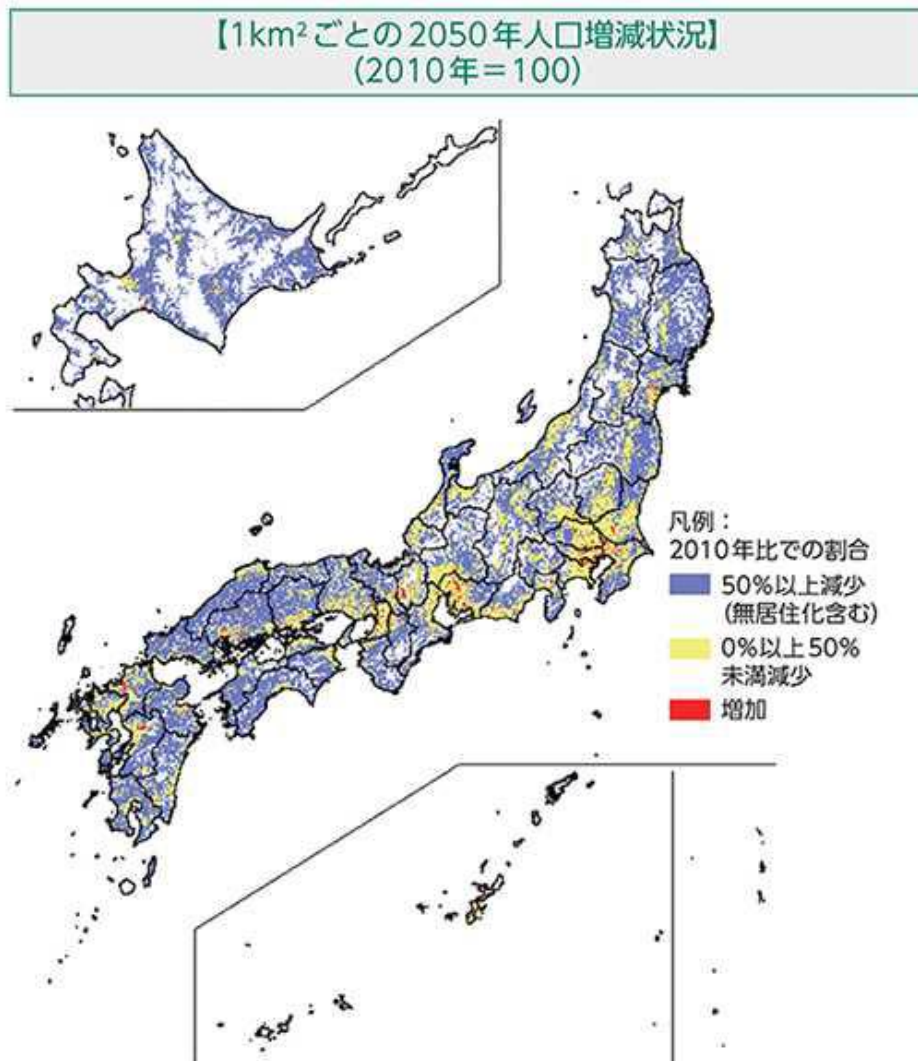 【1km²ごとの2050年人口増減状況】
(2010年=100)
凡例:
2010年比での割合
50%以上減少
(無居住化含む)
0%以上50%
未満減少
増加